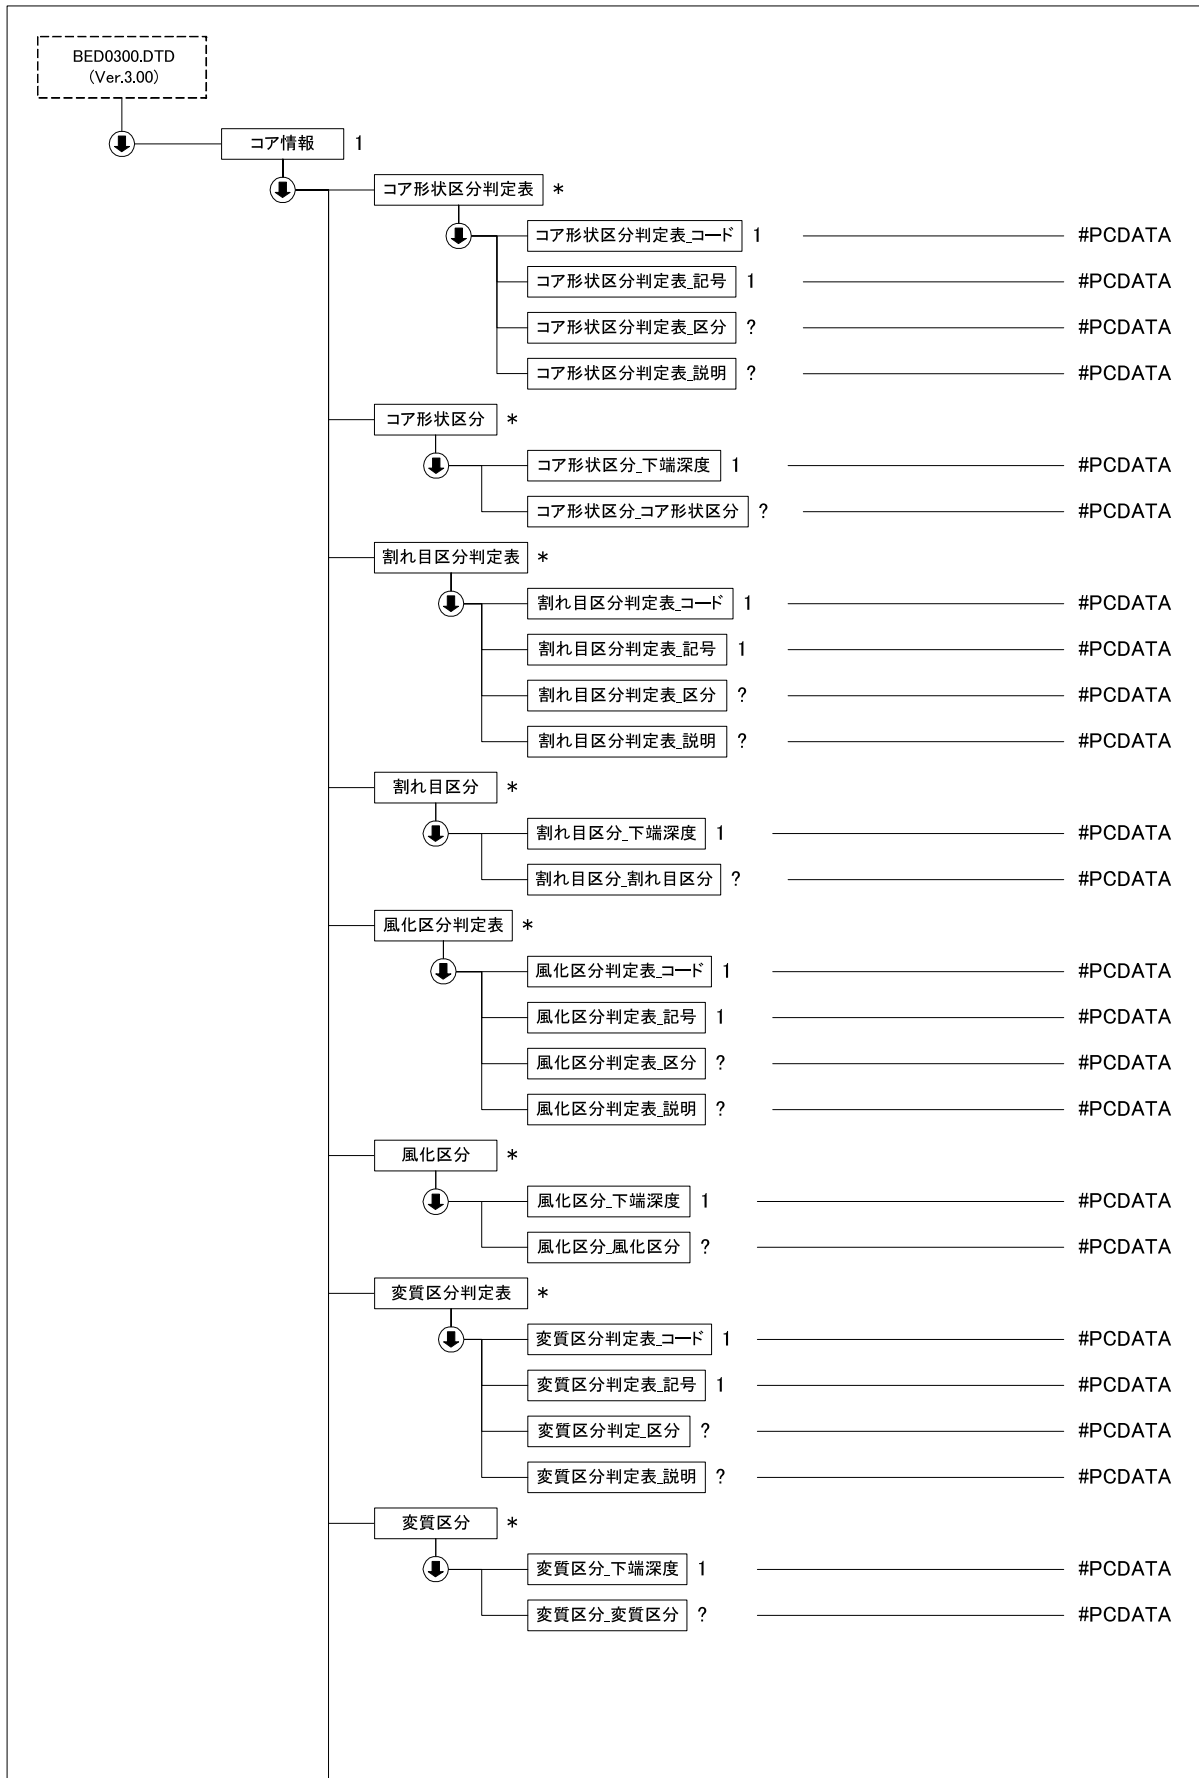 BED0300.DTD
(Ver.3.00)
コア情報 1
コア形状区分判定表 *
コア形状区分判定表_コード 1 #PCDATA
コア形状区分判定表_記号 1 #PCDATA
コア形状区分判定表_区分 ? #PCDATA
コア形状区分判定表_説明 ? #PCDATA
コア形状区分 *
コア形状区分_下端深度 1 #PCDATA
コア形状区分_コア形状区分 ? #PCDATA
割れ目区分判定表 *
割れ目区分判定表_コード 1 #PCDATA
割れ目区分判定表_記号 1 #PCDATA
割れ目区分判定表_区分 ? #PCDATA
割れ目区分判定表_説明 ? #PCDATA
割れ目区分 *
割れ目区分_下端深度 1 #PCDATA
割れ目区分_割れ目区分 ? #PCDATA
風化区分判定表 *
風化区分判定表_コード 1 #PCDATA
風化区分判定表_記号 1 #PCDATA
風化区分判定表_区分 ? #PCDATA
風化区分判定表_説明 ? #PCDATA
風化区分 *
風化区分_下端深度 1 #PCDATA
風化区分_風化区分 ? #PCDATA
変質区分判定表 *
変質区分判定表_コード 1 #PCDATA
変質区分判定表_記号 1 #PCDATA
変質区分判定_区分 ? #PCDATA
変質区分判定表_説明 ? #PCDATA
変質区分 *
変質区分_下端深度 1 #PCDATA
変質区分_変質区分 ? #PCDATA